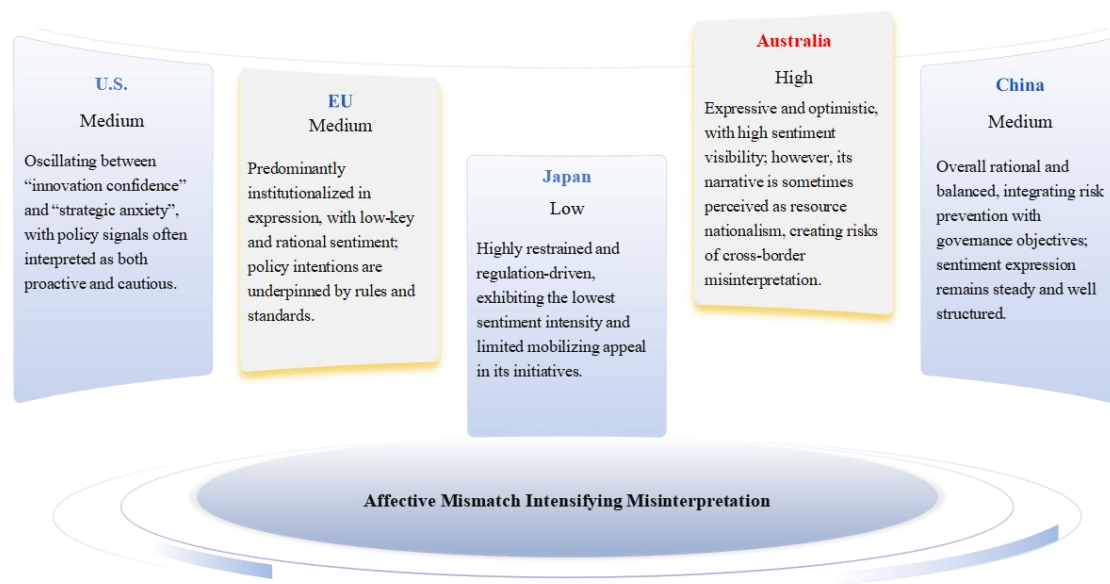 U.S.
Medium
Oscillating between
“innovation confidence”
and “strategic anxiety”,
with policy signals often
interpreted as both
proactive and cautious.
EU
Medium
Predominantly
institutionalized in
expression, with low-key
and rational sentiment;
policy intentions are
underpinned by rules and
standards.
Japan
Low
Highly restrained and
regulation-driven,
exhibiting the lowest
sentiment intensity and
limited mobilizing appeal
in its initiatives.
Australia
High
Expressive and optimistic,
with high sentiment
visibility; however, its
narrative is sometimes
perceived as resource
nationalism, creating risks
of cross-border
misinterpretation.
China
Medium
Overall rational and
balanced, integrating risk
prevention with
governance objectives;
sentiment expression
remains steady and well
structured.
Affective Mismatch Intensifying Misinterpretation